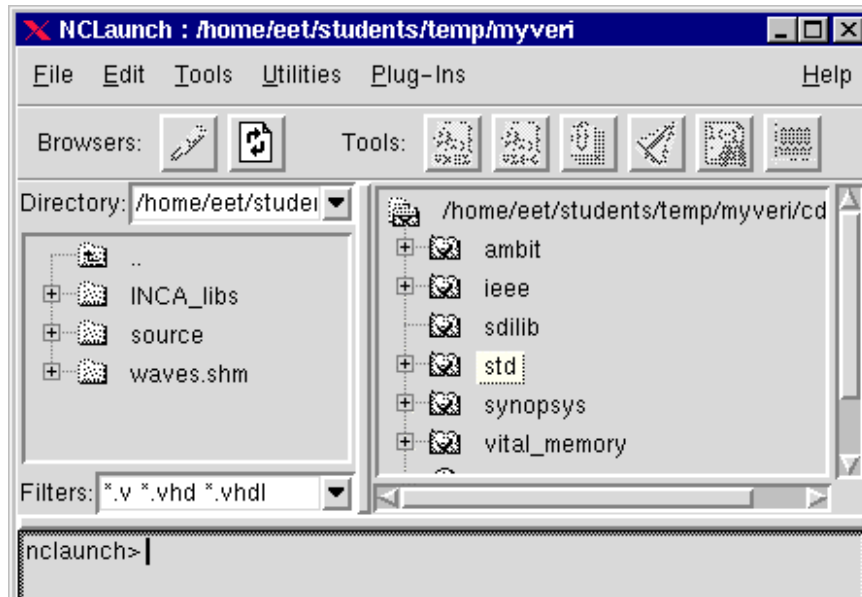 NCLaunch : /home/eet/students/temp/myveri
File Edit Tools Utilities Plug-Ins Help
Browsers: Tools:
Directory: /home/eet/studei
..
INCA_libs
source
waves.shm
Filters: *.v *.vhd *.vhdl
/home/eet/students/temp/myveri/cd
ambit
ieee
sdilib
std
synopsys
vital_memory
nclaunch>